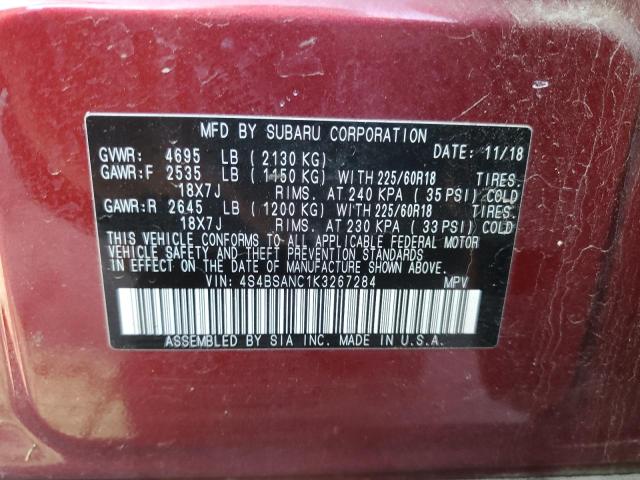 MFD BY SUBARU CORPORATION
GVWR: 4695 LB (2130 KG) DATE: 11/18
GAWR:F 2535 LB (1150 KG) WITH 225/60R18 TIRES.
18X7J RIMS. AT 240 KPA (35 PSI) COLD
GAWR:R 2645 LB (1200 KG) WITH 225/60R18 TIRES.
18X7J RIMS. AT 230 KPA (33 PSI) COLD
THIS VEHICLE CONFORMS TO ALL APPLICABLE FEDERAL MOTOR
VEHICLE SAFETY AND THEFT PREVENTION STANDARDS
IN EFFECT ON THE DATE OF MANUFACTURE SHOWN ABOVE.
VIN: 4S4BSANC1K3267284 MPV
ASSEMBLED BY SIA INC. MADE IN U.S.A.